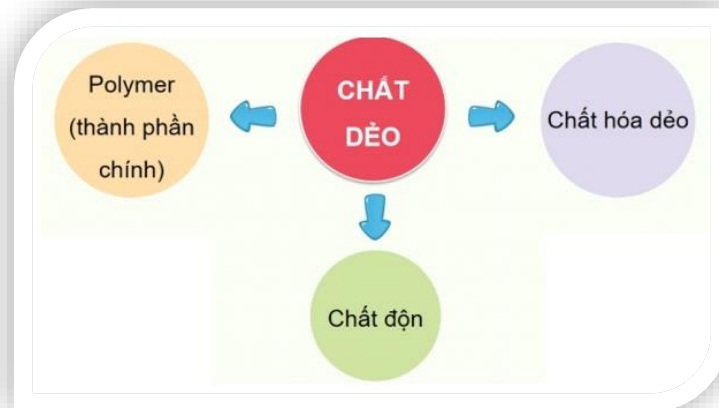 Polymer
(thành phần
chính)
CHẤT
DẺO
Chất hóa dẻo
Chất độn